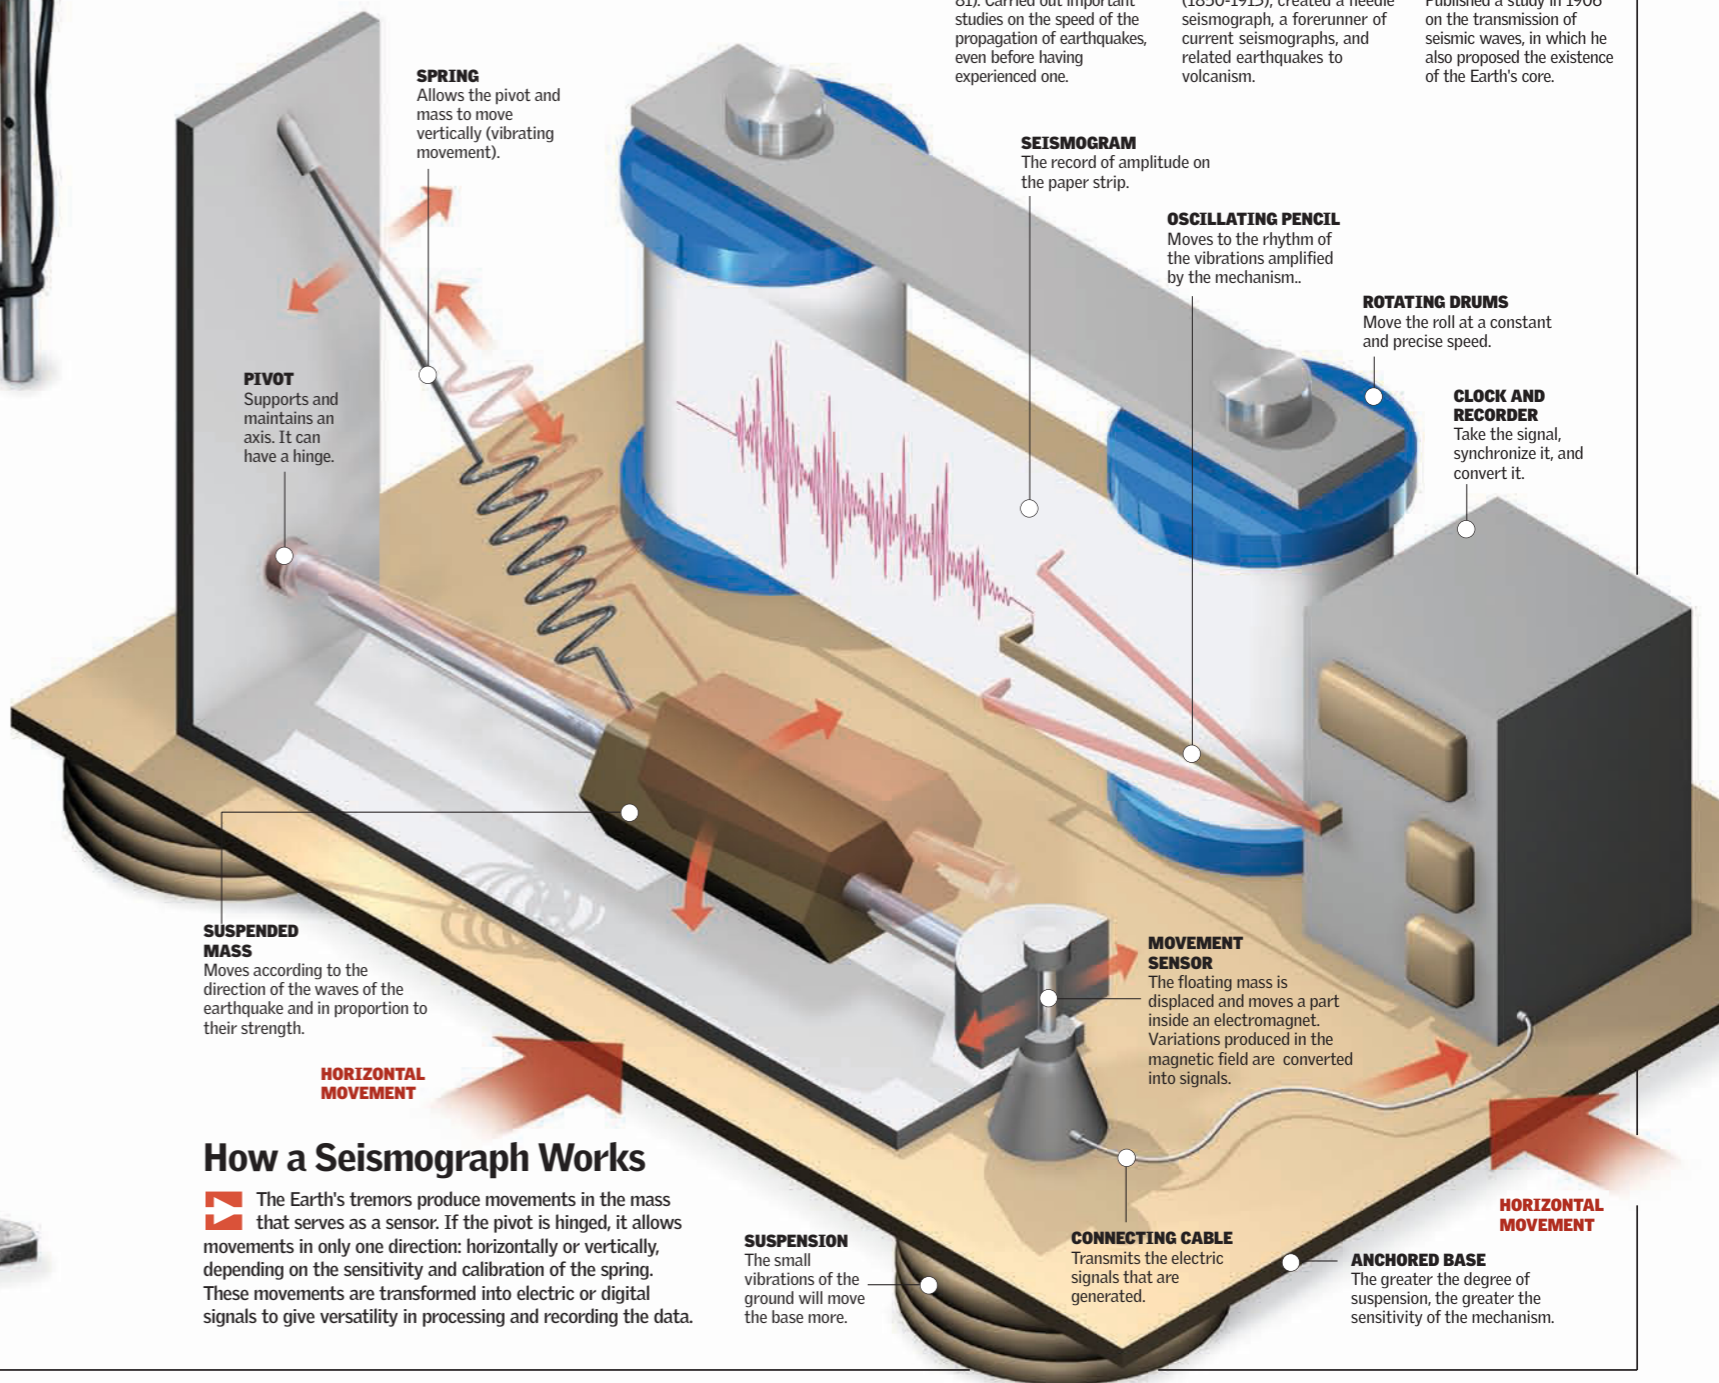 81). Carried out important
studies on the speed of the
propagation of earthquakes,
even before having
experienced one.
(1850-1913), created a needle
seismograph, a forerunner of
current seismographs, and
related earthquakes to
volcanism.
Published a study in 1906
on the transmission of
seismic waves, in which he
also proposed the existence
of the Earth's core.
SPRING
Allows the pivot and
mass to move
vertically (vibrating
movement).
SEISMOGRAM
The record of amplitude on
the paper strip.
OSCILLATING PENCIL
Moves to the rhythm of
the vibrations amplified
by the mechanism..
ROTATING DRUMS
Move the roll at a constant
and precise speed.
PIVOT
Supports and
maintains an
axis. It can
have a hinge.
CLOCK AND
RECORDER
Take the signal,
synchronize it, and
convert it.
SUSPENDED
MASS
Moves according to the
direction of the waves of the
earthquake and in proportion to
their strength.
MOVEMENT
SENSOR
The floating mass is
displaced and moves a part
inside an electromagnet.
Variations produced in the
magnetic field are converted
into signals.
HORIZONTAL
MOVEMENT
How a Seismograph Works
The Earth's tremors produce movements in the mass
that serves as a sensor. If the pivot is hinged, it allows
movements in only one direction: horizontally or vertically,
depending on the sensitivity and calibration of the spring.
These movements are transformed into electric or digital
signals to give versatility in processing and recording the data.
SUSPENSION
The small
vibrations of the
ground will move
the base more.
CONNECTING CABLE
Transmits the electric
signals that are
generated.
HORIZONTAL
MOVEMENT
ANCHORED BASE
The greater the degree of
suspension, the greater the
sensitivity of the mechanism.